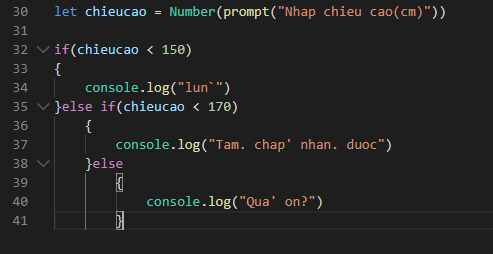 30 let chieucao = Number(prompt("Nhap chieu cao(cm)"))
31
32 if(chieucao < 150)
33 {
34     console.log("lun`")
35 }else if(chieucao < 170)
36     {
37         console.log("Tam. chap' nhan. duoc")
38     }else
39         {
40             console.log("Qua' on?")
41         }